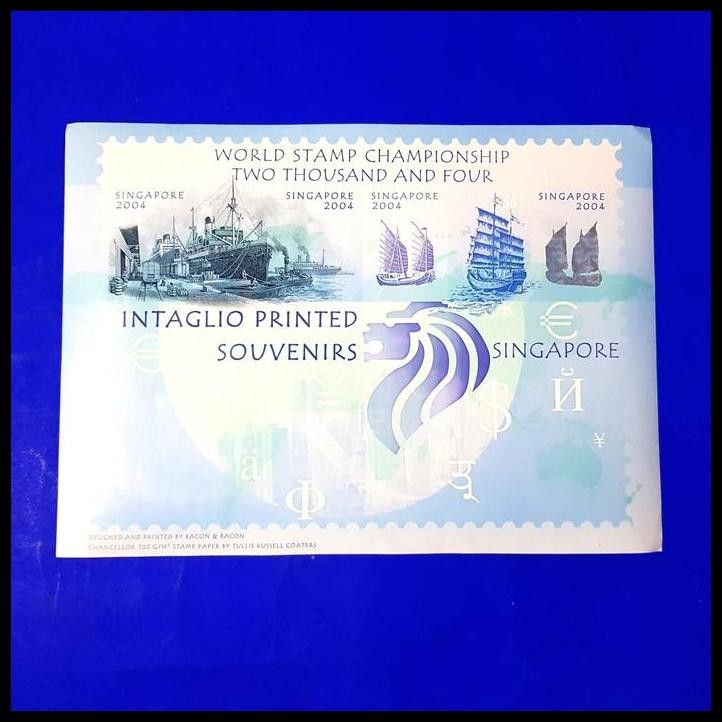 WORLD STAMP CHAMPIONSHIP
TWO THOUSAND AND FOUR
SINGAPORE
2004
SINGAPORE
2004
SINGAPORE
2004
SINGAPORE
2004
INTAGLIO PRINTED
SOUVENIRS
SINGAPORE
€
€
$
Й
¥
f
ä
Φ
DESIGNED AND PRINTED BY BACON & BACON
CHANCELLOR 102 G/M² STAMP PAPER BY TULLIS RUSSELL COATERS